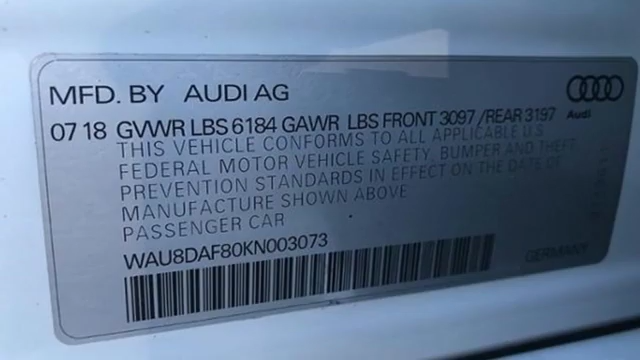 MFD. BY AUDI AG
07 18 GVWR LBS 6184 GAWR LBS FRONT 3097 / REAR 3197
Audi
THIS VEHICLE CONFORMS TO ALL APPLICABLE U.S.
FEDERAL MOTOR VEHICLE SAFETY, BUMPER AND THEFT
PREVENTION STANDARDS IN EFFECT ON THE DATE OF
MANUFACTURE SHOWN ABOVE
PASSENGER CAR
WAU8DAF80KN003073
GERMANY